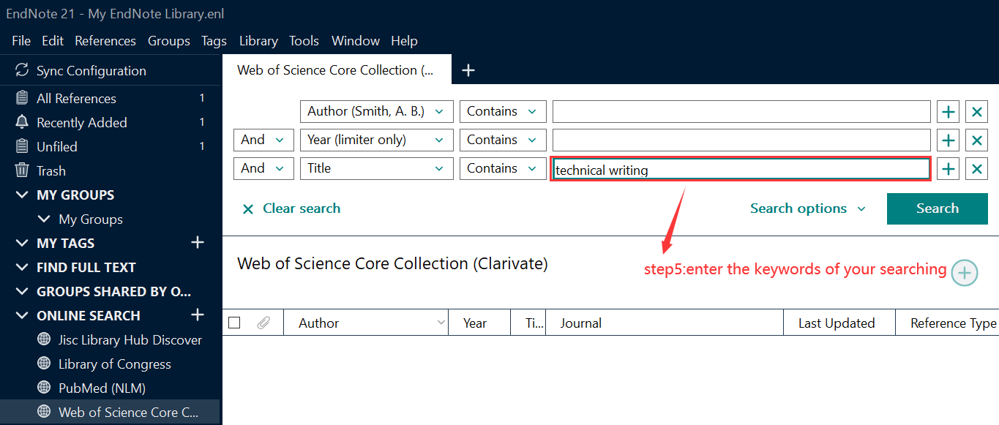 EndNote 21 - My EndNote Library.enl
File Edit References Groups Tags Library Tools Window Help
Sync Configuration
All References 1
Recently Added 1
Unfiled 1
Trash
MY GROUPS
My Groups
MY TAGS
FIND FULL TEXT
GROUPS SHARED BY O...
ONLINE SEARCH
Jisc Library Hub Discover
Library of Congress
PubMed (NLM)
Web of Science Core C...
Web of Science Core Collection (...
Author (Smith, A. B.) Contains
And Year (limiter only) Contains
And Title Contains technical writing
Clear search Search options Search
Web of Science Core Collection (Clarivate)
step5:enter the keywords of your searching
Author Year Ti... Journal Last Updated Reference Type